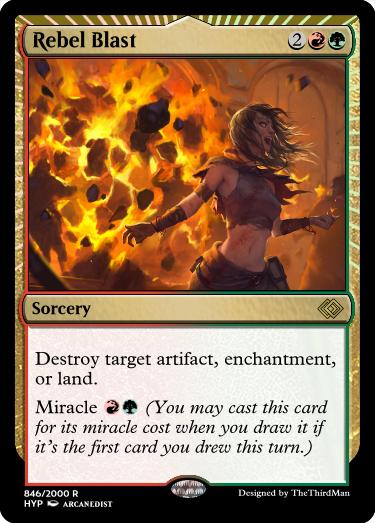 Rebel Blast 2
Sorcery
Destroy target artifact, enchantment,
or land.
Miracle (You may cast this card
for its miracle cost when you draw it if
it's the first card you drew this turn.)
846/2000 R
HYP ARCANEDIST Designed by TheThirdMan